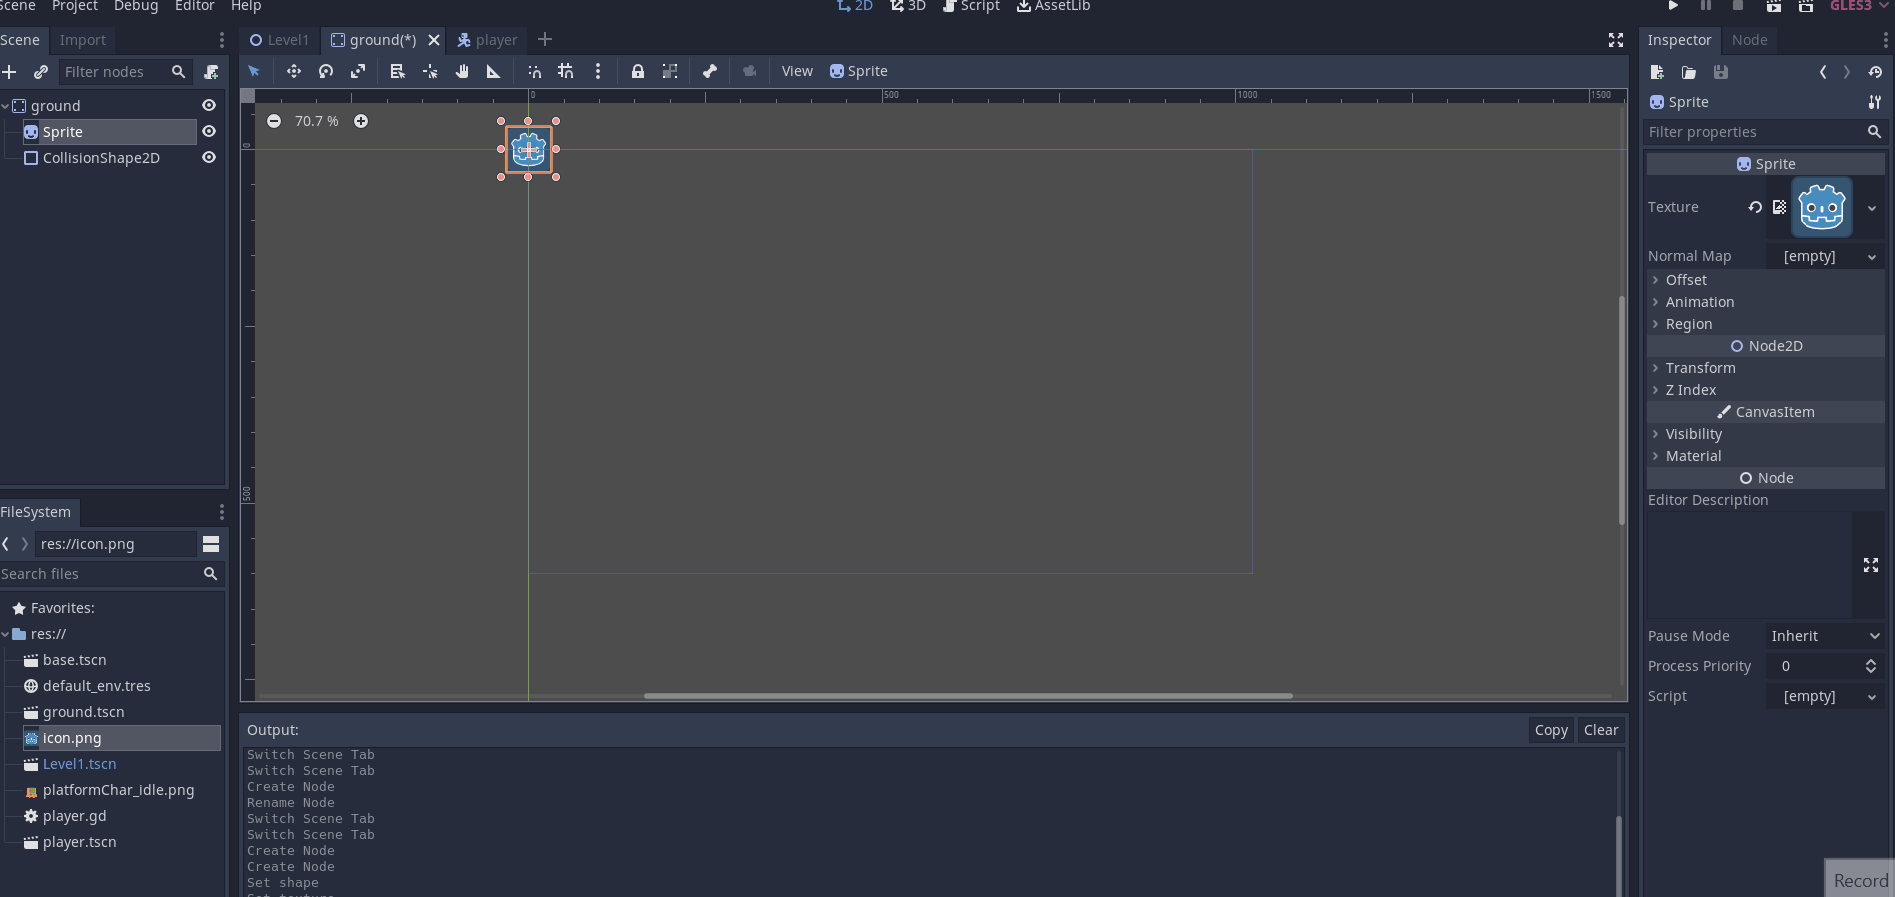 Scene Project Debug Editor Help
2D 3D Script AssetLib
GLES3
Scene Import
Level1 ground(*) player
Inspector Node
Filter nodes
View Sprite
0 500 1000 1500
ground
70.7 %
Sprite
Sprite
Filter properties
CollisionShape2D
0
Sprite
Texture
Normal Map [empty]
Offset
Animation
Region
Node2D
Transform
Z Index
CanvasItem
Visibility
Material
Node
500
Editor Description
FileSystem
res://icon.png
Search files
Favorites:
res://
Pause Mode Inherit
base.tscn
Process Priority 0
default_env.tres
Script [empty]
ground.tscn
icon.png
Output: Copy Clear
Switch Scene Tab
Level1.tscn
Switch Scene Tab
Create Node
platformChar_idle.png
Rename Node
player.gd
Switch Scene Tab
Switch Scene Tab
player.tscn
Create Node
Create Node
Set shape
Record
Set texture